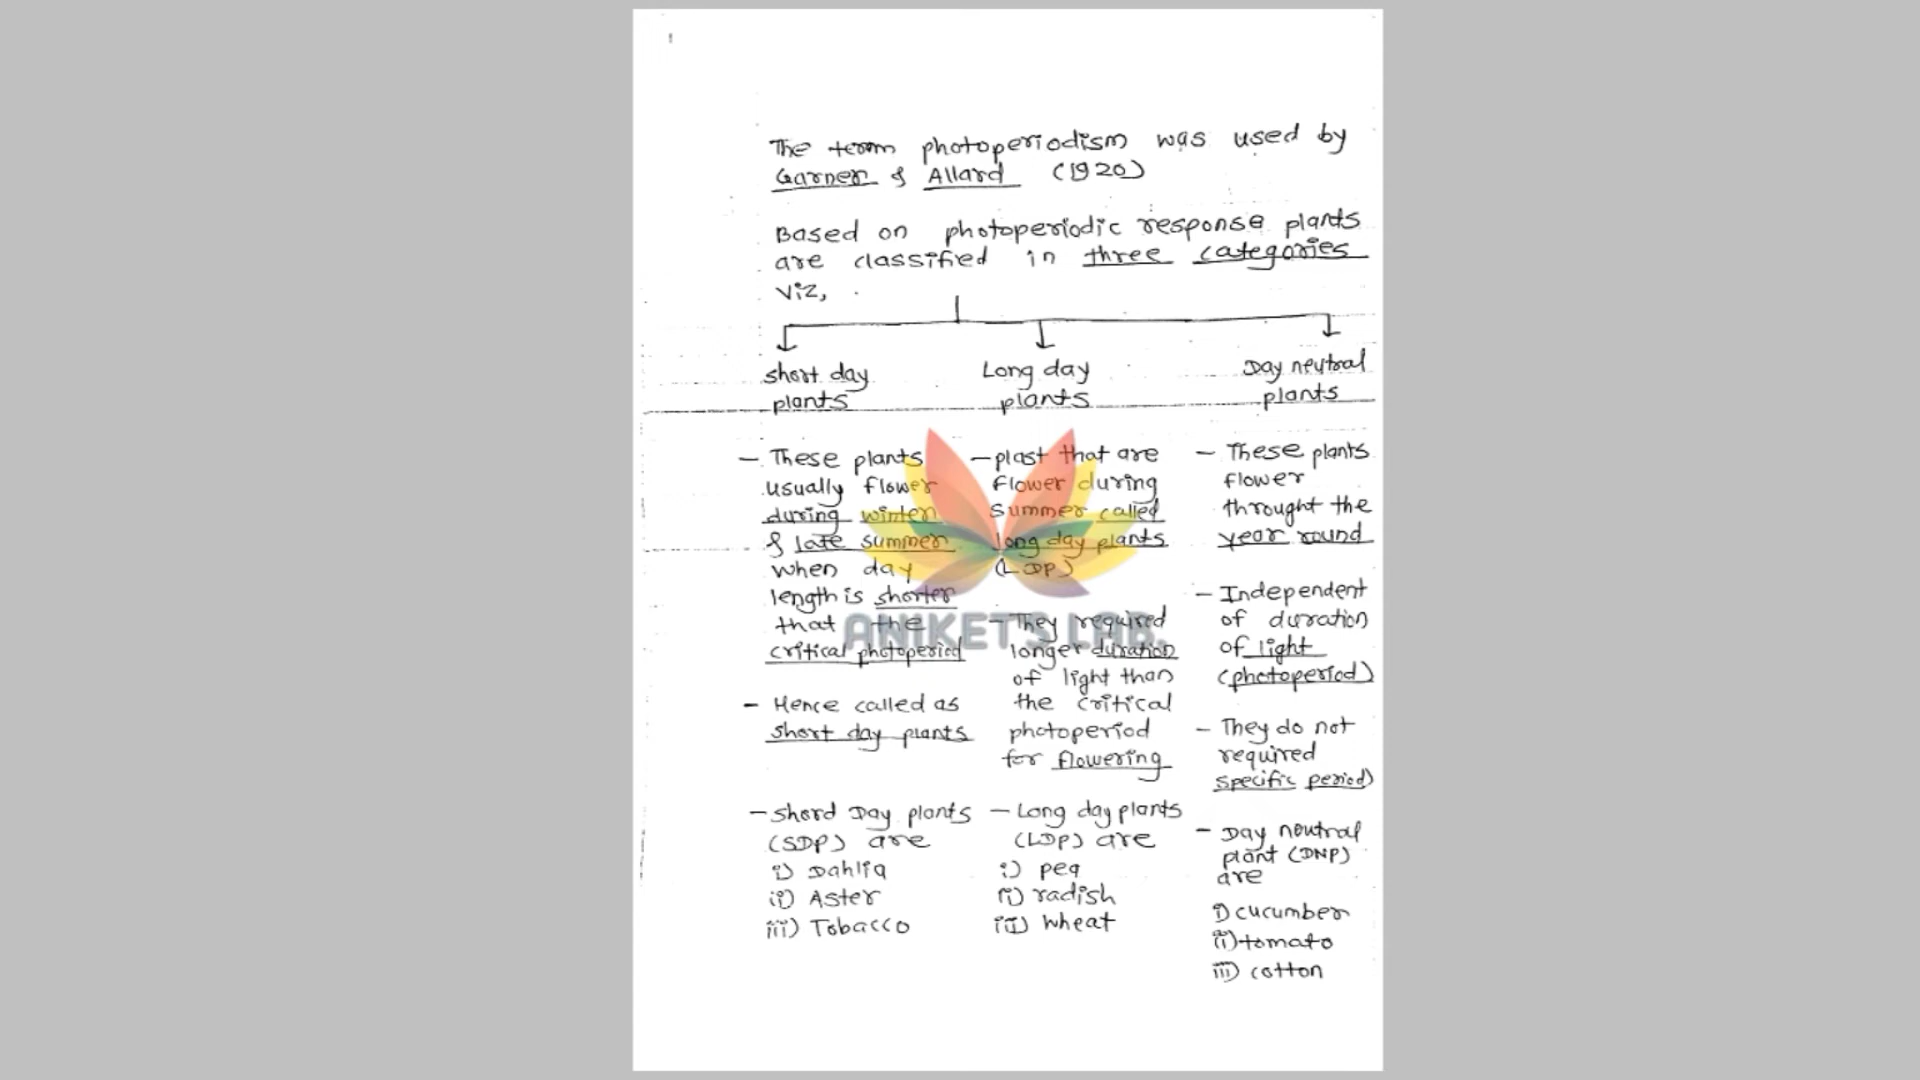 The term photoperiodism was used by
Garner & Allard (1920)
Based on photoperiodic response plants
are classified in three categories
Viz,
short day
plants
Long day
plants
Day neutral
plants
- These plants
usually flower
during winter
& late summer
when day
length is shorter
that the
critical photoperiod
- Hence called as
short day plants
- Shord Day plants
(SDP) are
i) Dahlia
ii) Aster
iii) Tobacco
- plast that are
flower during
summer called
long day plants
(LDP)
- They required
longer duration
of light than
the critical
photoperiod
for flowering
- Long day plants
(LDP) are
i) pea
ii) radish
iii) wheat
- These plants
flower
throught the
year round
- Independent
of duration
of light
(photoperiod)
- They do not
required
specific period)
- Day neutral
plant (DNP)
are
i) cucumber
ii) tomato
iii) cotton
ANIKETS LAB.